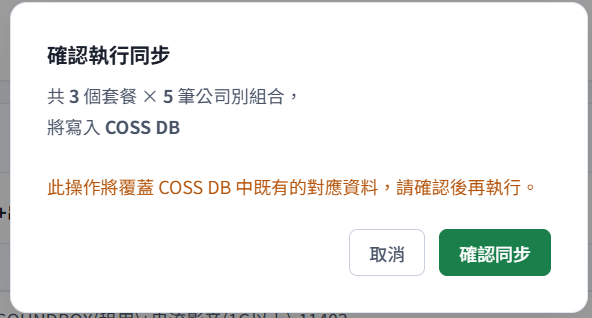 確認執行同步
共 3 個套餐 × 5 筆公司別組合，
將寫入 COSS DB
此操作將覆蓋 COSS DB 中既有的對應資料，請確認後再執行。
取消
確認同步